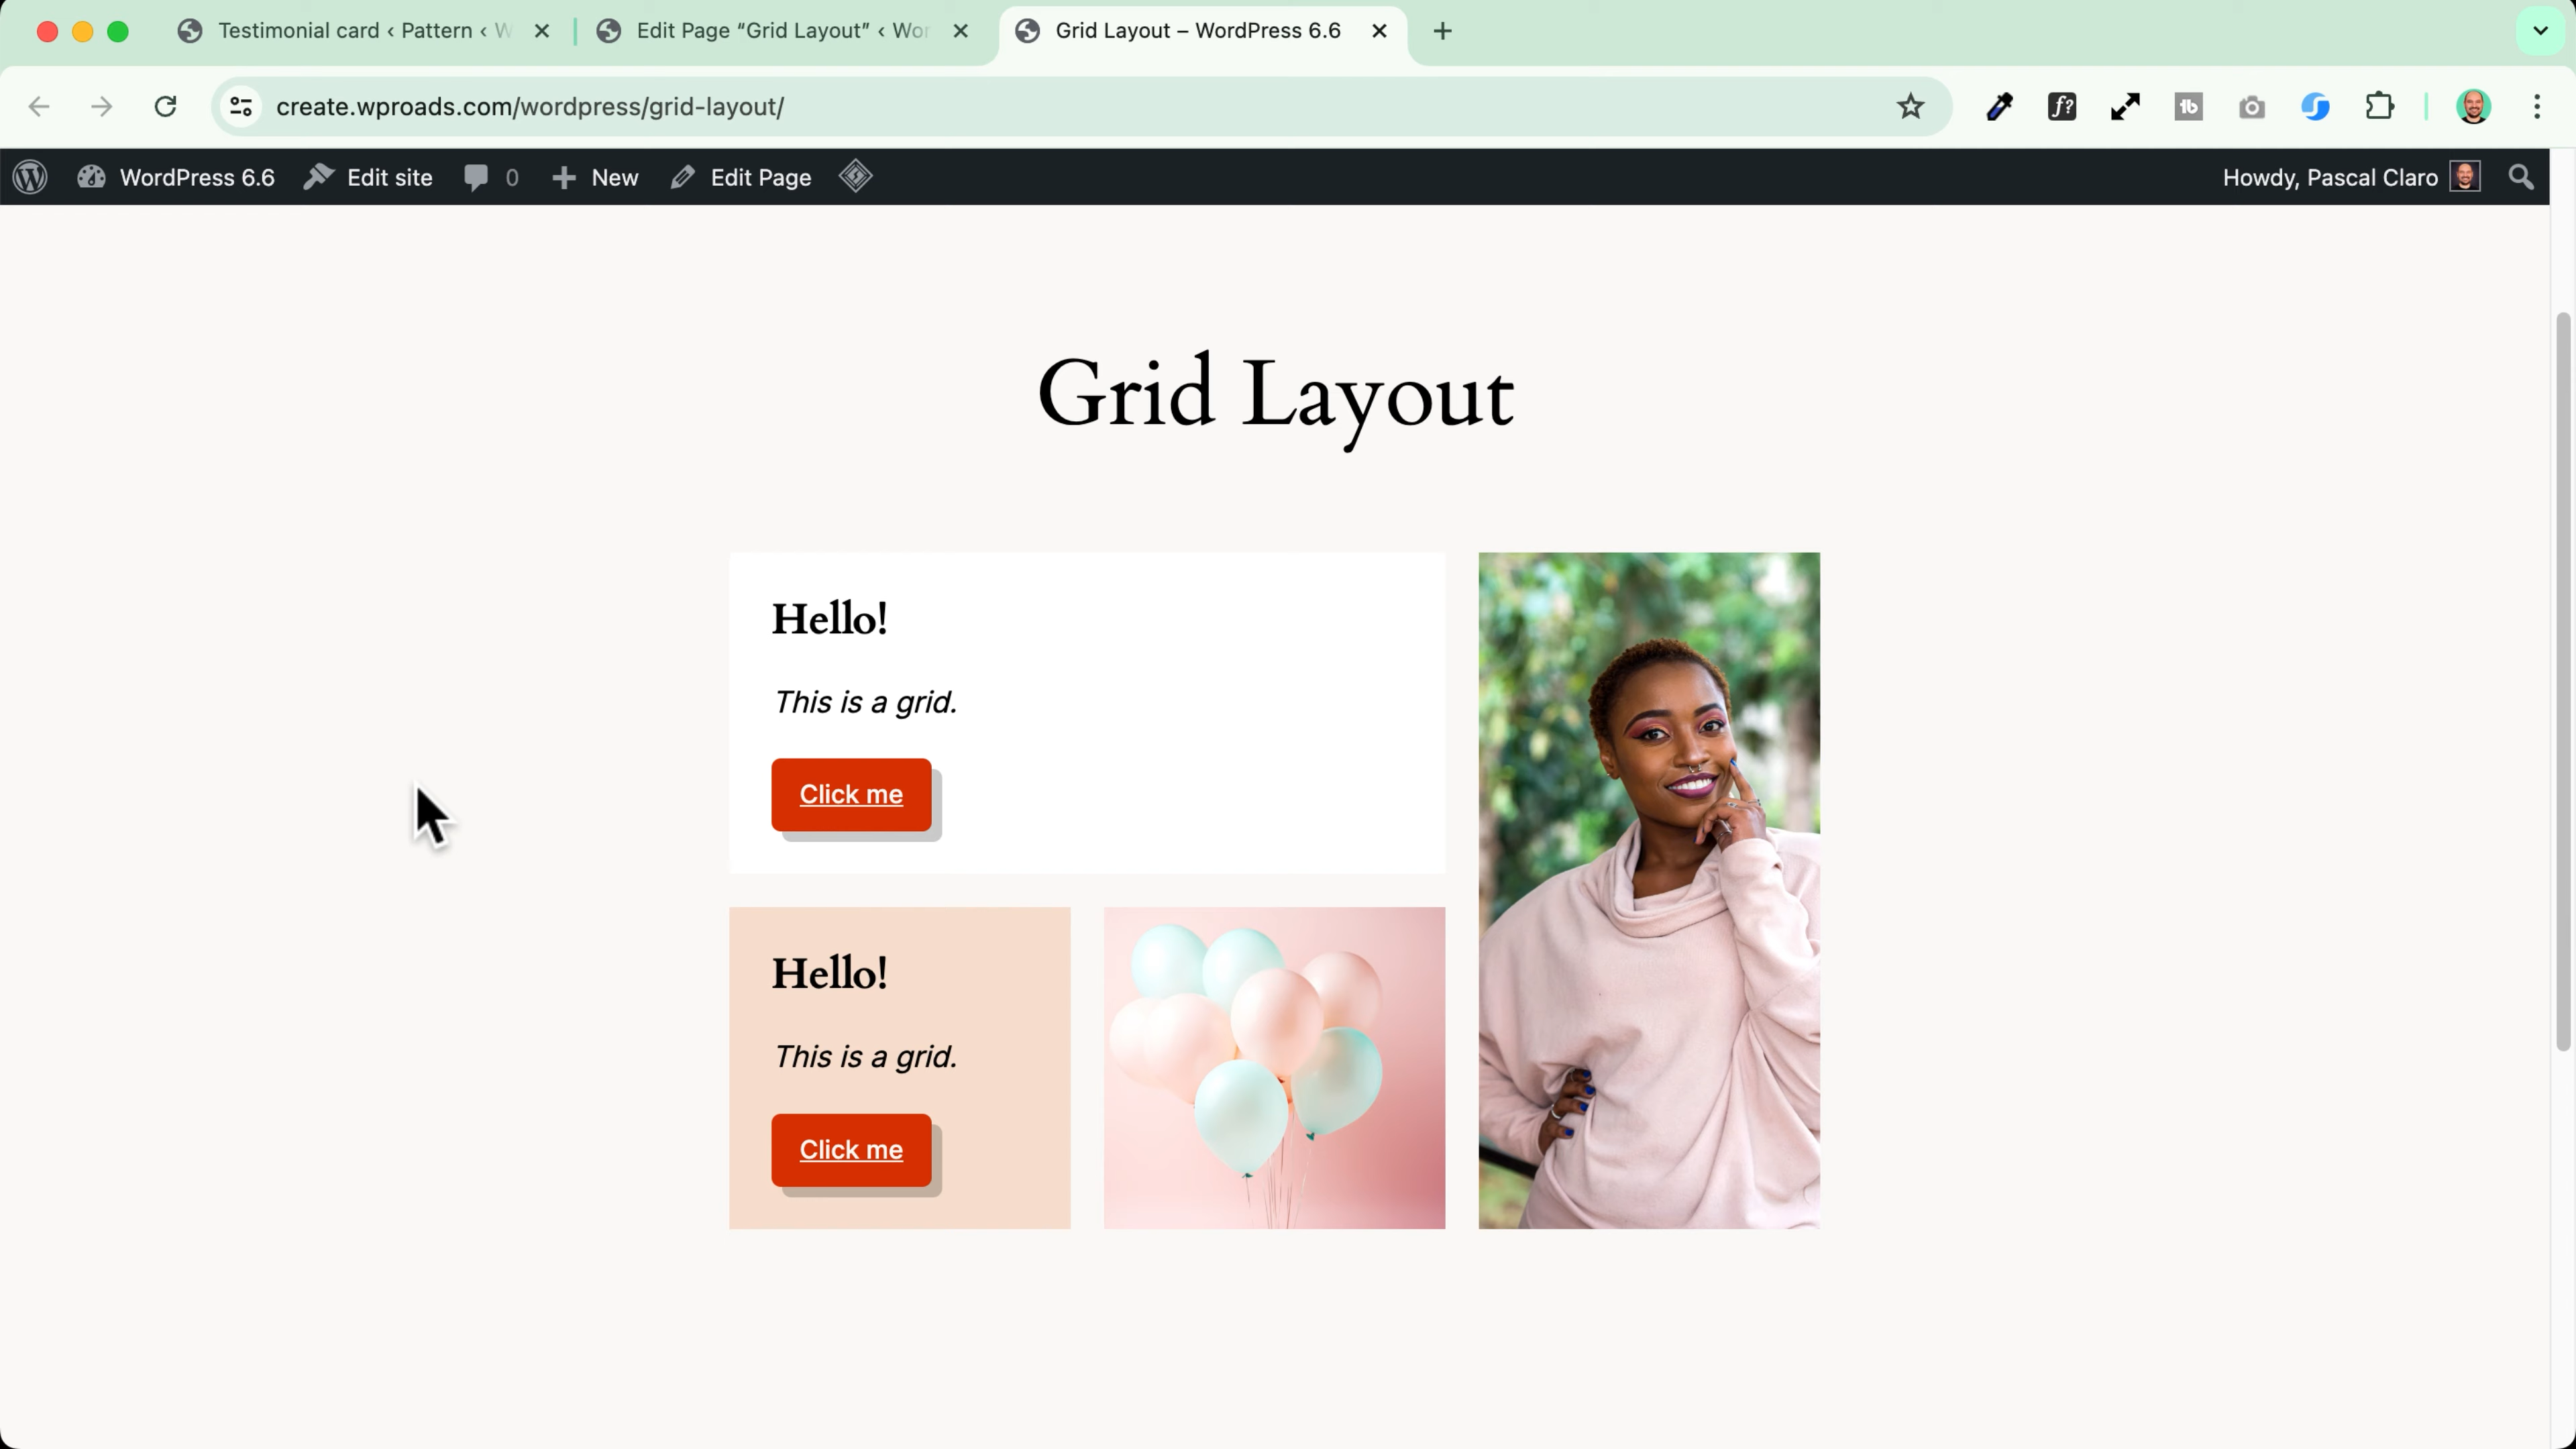 Testimonial card ‹ Pattern ‹ W
Edit Page “Grid Layout” ‹ Wor
Grid Layout – WordPress 6.6
create.wproads.com/wordpress/grid-layout/
f?
tb
WordPress 6.6
Edit site
0
New
Edit Page
Howdy, Pascal Claro
Grid Layout
Hello!
This is a grid.
Click me
Hello!
This is a grid.
Click me